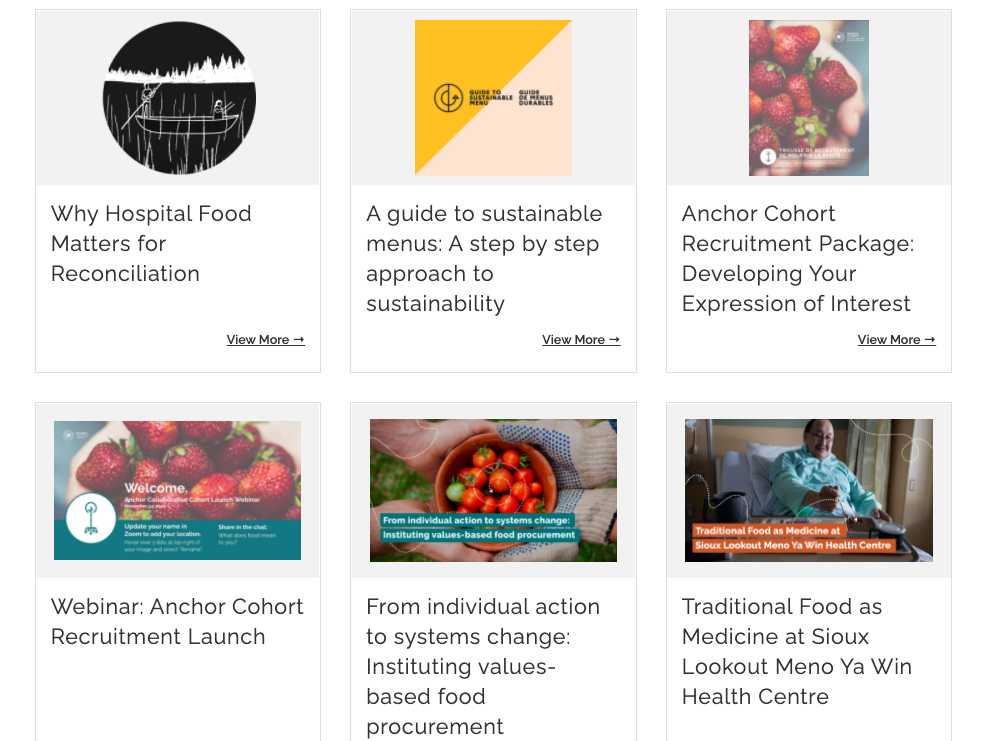 GUIDE TO
SUSTAINABLE
MENU
GUIDE
DE MENUS
DURABLES
TROUSSE DE RECRUTEMENT
DE NOURRIR LA SANTÉ
Why Hospital Food
Matters for
Reconciliation
View More →
A guide to sustainable
menus: A step by step
approach to
sustainability
View More →
Anchor Cohort
Recruitment Package:
Developing Your
Expression of Interest
View More →
Welcome,
Anchor Collaborative Cohort Launch Webinar
Update your name in
Zoom to add your location.
Hover over 3 dots at top right of
your image and select "Rename"
Share in the chat:
What does food mean
to you?
From individual action to systems change:
Instituting values-based food procurement
Traditional Food as Medicine at
Sioux Lookout Meno Ya Win Health Centre
Webinar: Anchor Cohort
Recruitment Launch
From individual action
to systems change:
Instituting values-
based food
procurement
Traditional Food as
Medicine at Sioux
Lookout Meno Ya Win
Health Centre